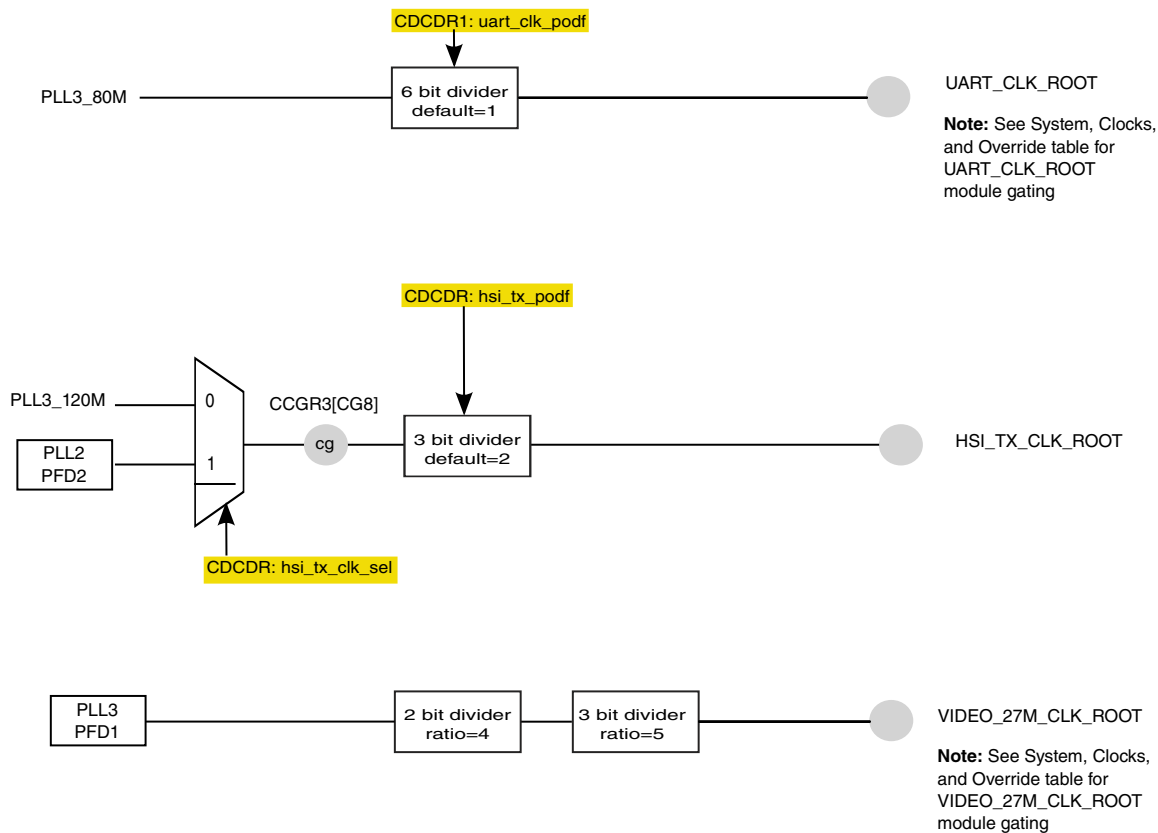 CDCDR1: uart_clk_podf
PLL3_80M
6 bit divider
default=1
UART_CLK_ROOT
Note: See System, Clocks,
and Override table for
UART_CLK_ROOT
module gating
CDCDR: hsi_tx_podf
PLL3_120M
0
CCGR3[CG8]
cg
3 bit divider
default=2
HSI_TX_CLK_ROOT
PLL2
PFD2
1
CDCDR: hsi_tx_clk_sel
PLL3
PFD1
2 bit divider
ratio=4
3 bit divider
ratio=5
VIDEO_27M_CLK_ROOT
Note: See System, Clocks,
and Override table for
VIDEO_27M_CLK_ROOT
module gating